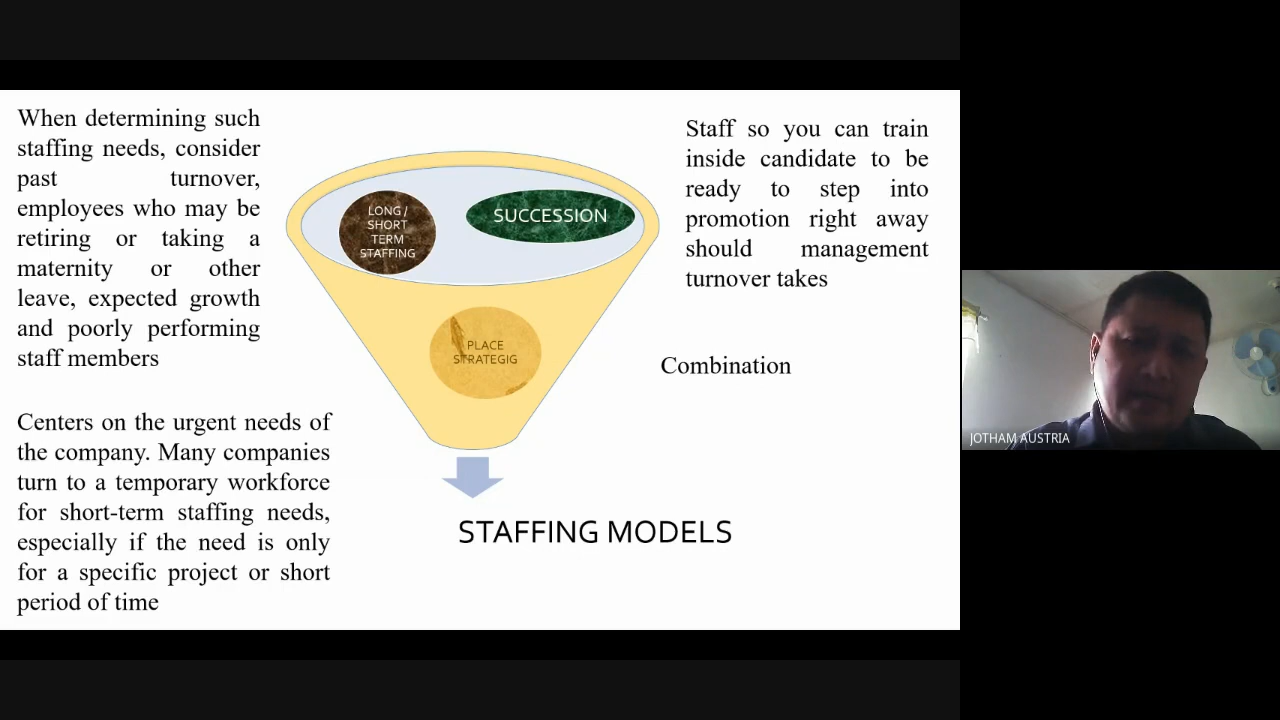 When determining such
staffing needs, consider
past turnover,
employees who may be
retiring or taking a
maternity or other
leave, expected growth
and poorly performing
staff members
Centers on the urgent needs of
the company. Many companies
turn to a temporary workforce
for short-term staffing needs,
especially if the need is only
for a specific project or short
period of time
LONG /
SHORT
TERM
STAFFING
SUCCESSION
PLACE
STRATEGIG
STAFFING MODELS
Staff so you can train
inside candidate to be
ready to step into
promotion right away
should management
turnover takes
Combination
JOTHAM AUSTRIA